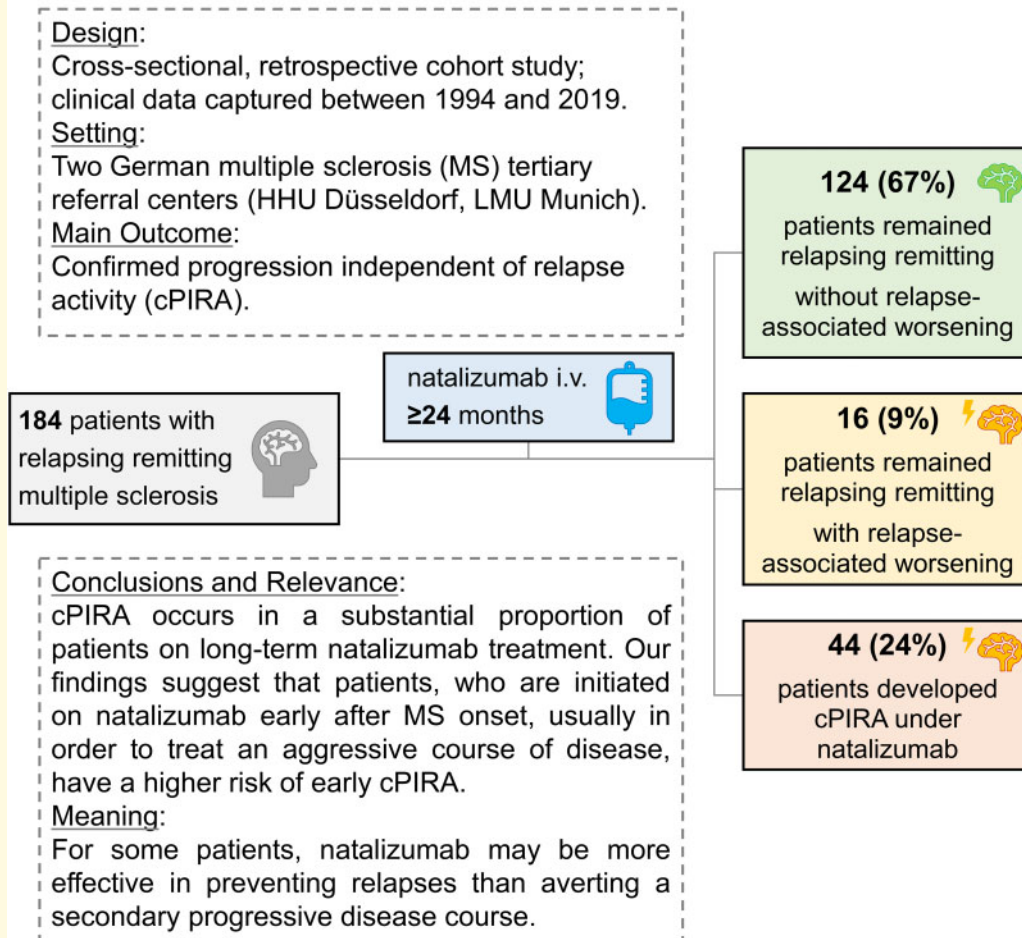 Design:
Cross-sectional, retrospective cohort study;
clinical data captured between 1994 and 2019.
Setting:
Two German multiple sclerosis (MS) tertiary
referral centers (HHU Düsseldorf, LMU Munich).
Main Outcome:
Confirmed progression independent of relapse
activity (cPIRA).
184 patients with
relapsing remitting
multiple sclerosis
natalizumab i.v.
≥24 months
124 (67%)
patients remained
relapsing remitting
without relapse-
associated worsening
16 (9%)
patients remained
relapsing remitting
with relapse-
associated worsening
44 (24%)
patients developed
cPIRA under
natalizumab
Conclusions and Relevance:
cPIRA occurs in a substantial proportion of
patients on long-term natalizumab treatment. Our
findings suggest that patients, who are initiated
on natalizumab early after MS onset, usually in
order to treat an aggressive course of disease,
have a higher risk of early cPIRA.
Meaning:
For some patients, natalizumab may be more
effective in preventing relapses than averting a
secondary progressive disease course.